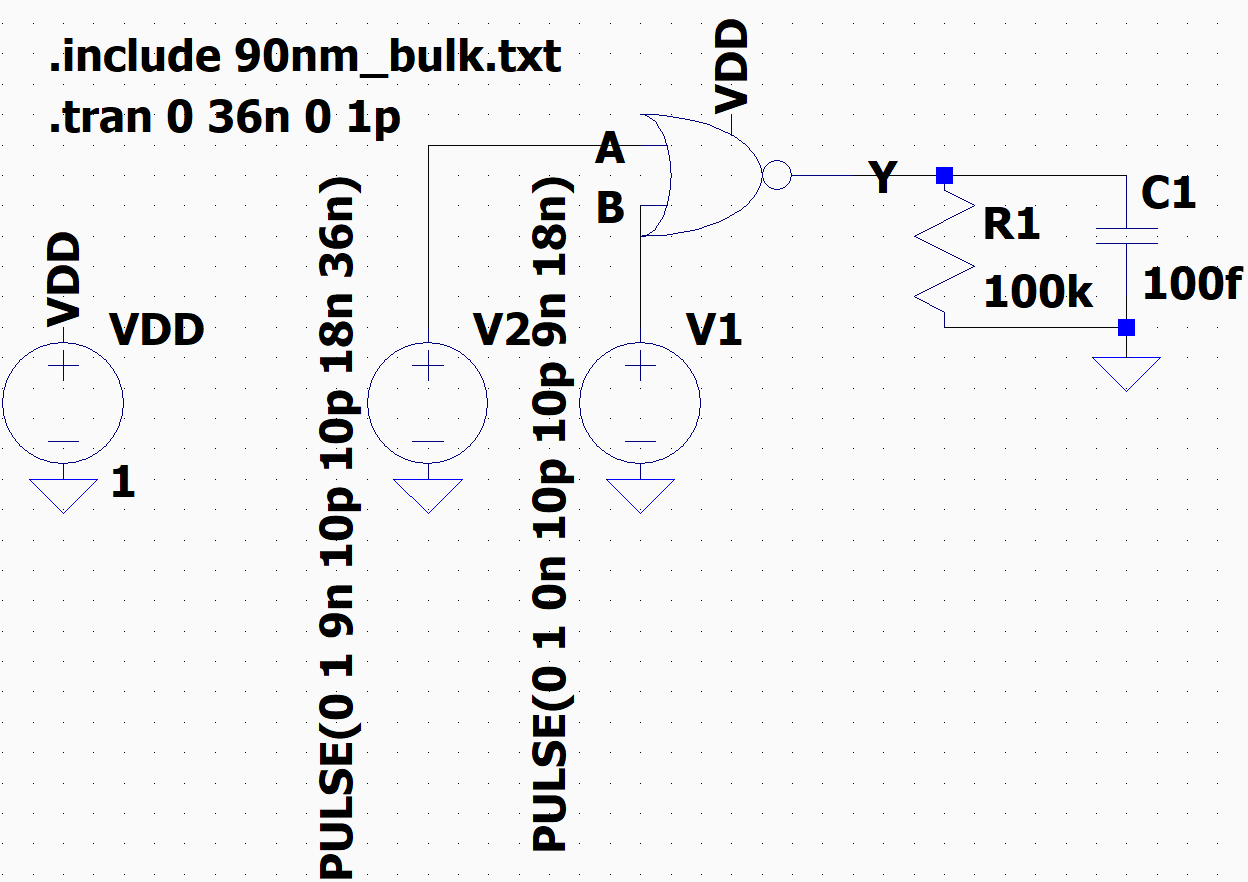 .include 90nm_bulk.txt
.tran 0 36n 0 1p
VDD
A
B
Y
C1
R1
100k
100f
VDD
VDD
1
V2
PULSE(0 1 9n 10p 10p 18n 36n)
V1
PULSE(0 1 0n 10p 10p 9n 18n)